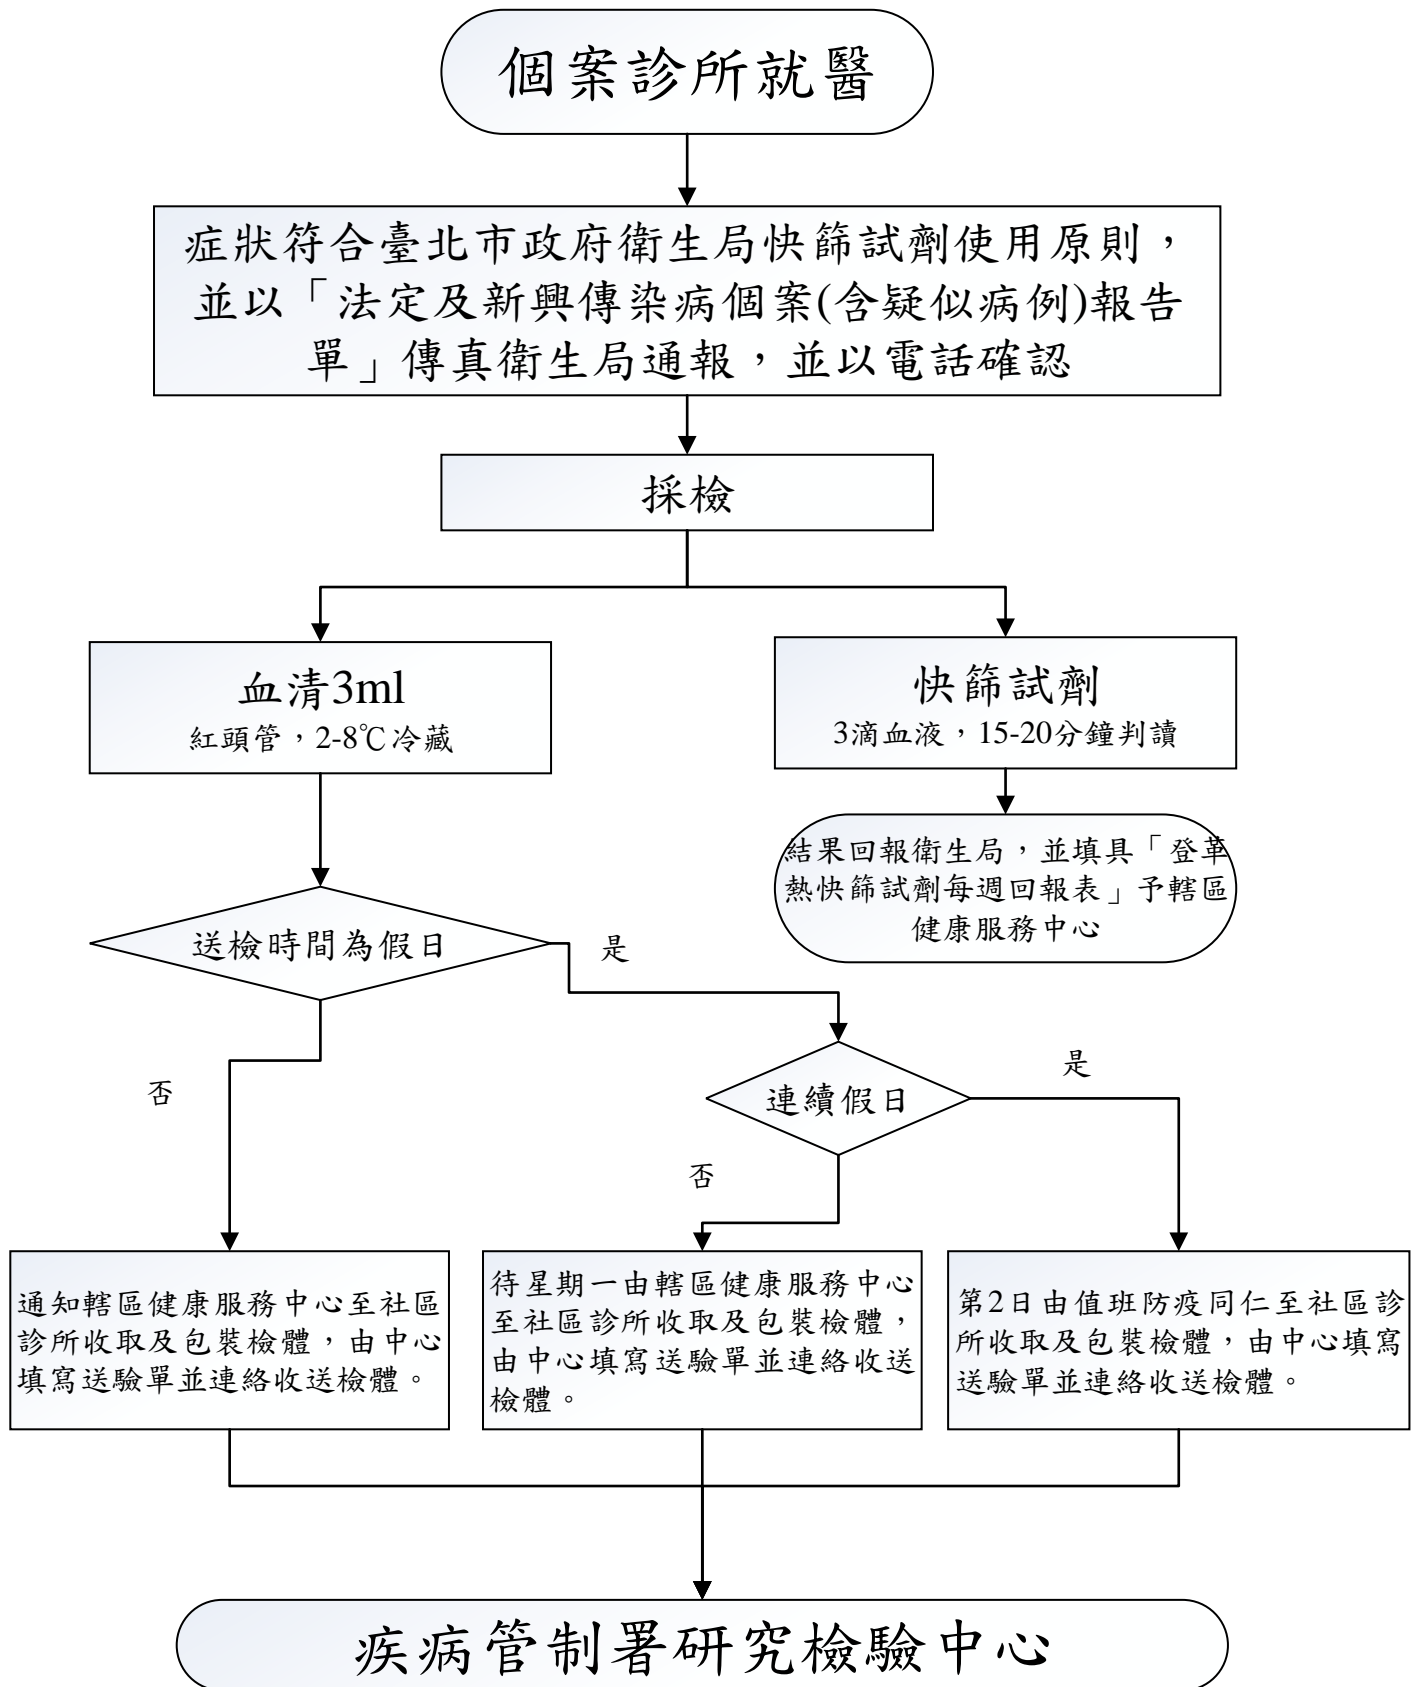 個案診所就醫
症狀符合臺北市政府衛生局快篩試劑使用原則，
並以「法定及新興傳染病個案(含疑似病例)報告
單」傳真衛生局通報，並以電話確認
採檢
血清3ml
紅頭管，2-8℃冷藏
快篩試劑
3滴血液，15-20分鐘判讀
結果回報衛生局，並填具「登革
熱快篩試劑每週回報表」予轄區
健康服務中心
送檢時間為假日
是
否
連續假日
是
否
通知轄區健康服務中心至社區
診所收取及包裝檢體，由中心
填寫送驗單並連絡收送檢體。
待星期一由轄區健康服務中心
至社區診所收取及包裝檢體，
由中心填寫送驗單並連絡收送
檢體。
第2日由值班防疫同仁至社區診
所收取及包裝檢體，由中心填寫
送驗單並連絡收送檢體。
疾病管制署研究檢驗中心